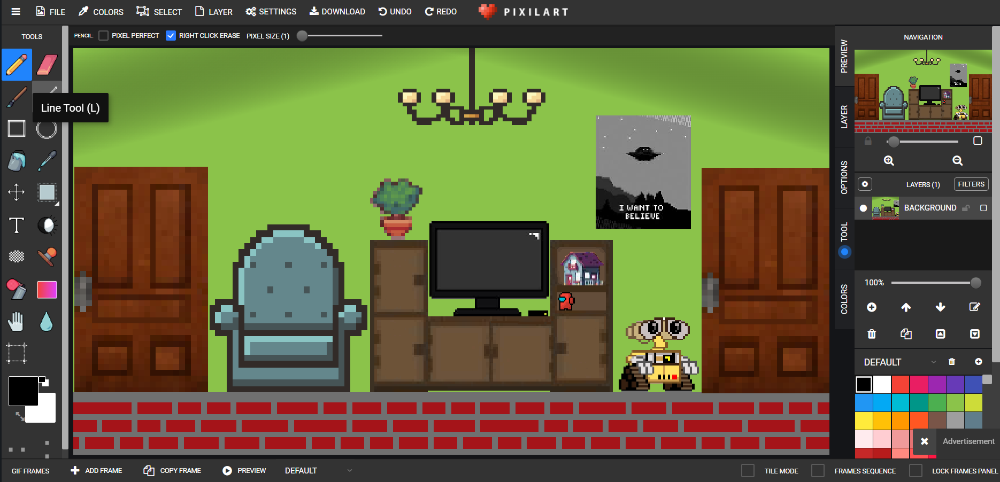 FILE
COLORS
SELECT
LAYER
SETTINGS
DOWNLOAD
UNDO
REDO
PIXILART
TOOLS
PENCIL:
PIXEL PERFECT
RIGHT CLICK ERASE
PIXEL SIZE (1)
Line Tool (L)
T
I WANT TO
BELIEVE
PREVIEW
LAYER
OPTIONS
TOOL
COLORS
NAVIGATION
LAYERS (1)
FILTERS
BACKGROUND
100%
DEFAULT
Advertisement
GIF FRAMES
ADD FRAME
COPY FRAME
PREVIEW
DEFAULT
TILE MODE
FRAMES SEQUENCE
LOCK FRAMES PANEL